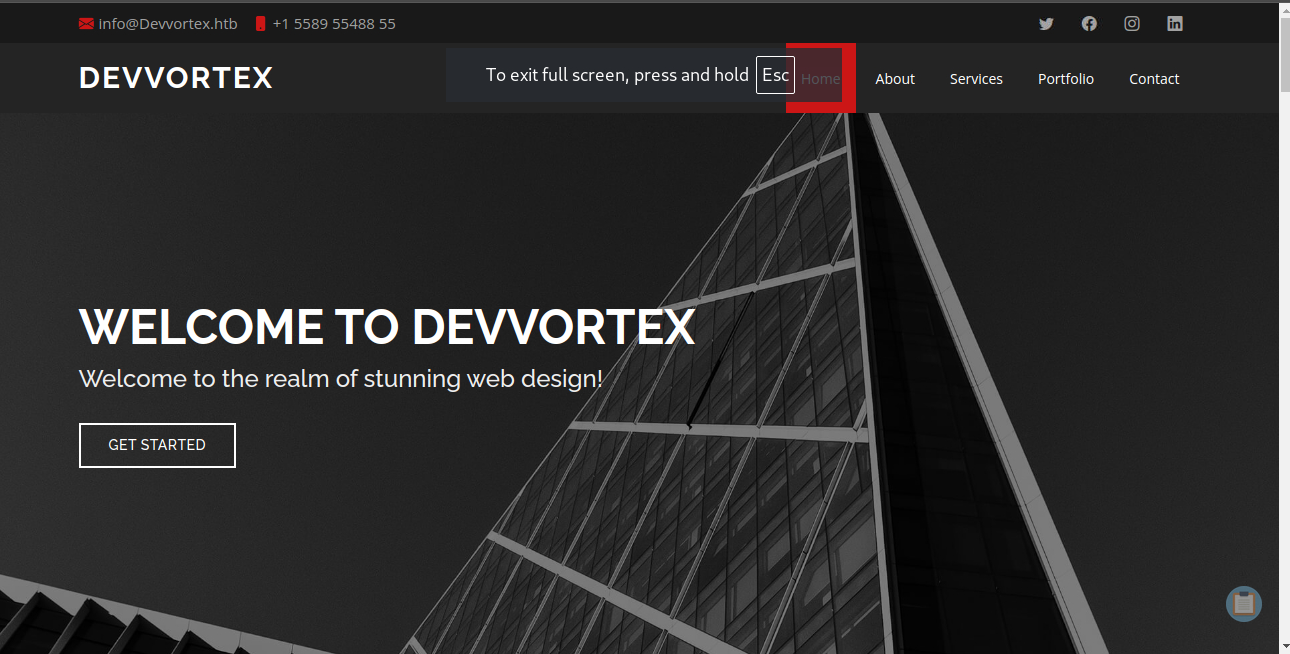 info@Devvortex.htb +1 5589 55488 55
DEVVORTEX
To exit full screen, press and hold Esc
Home About Services Portfolio Contact
WELCOME TO DEVVORTEX
Welcome to the realm of stunning web design!
GET STARTED